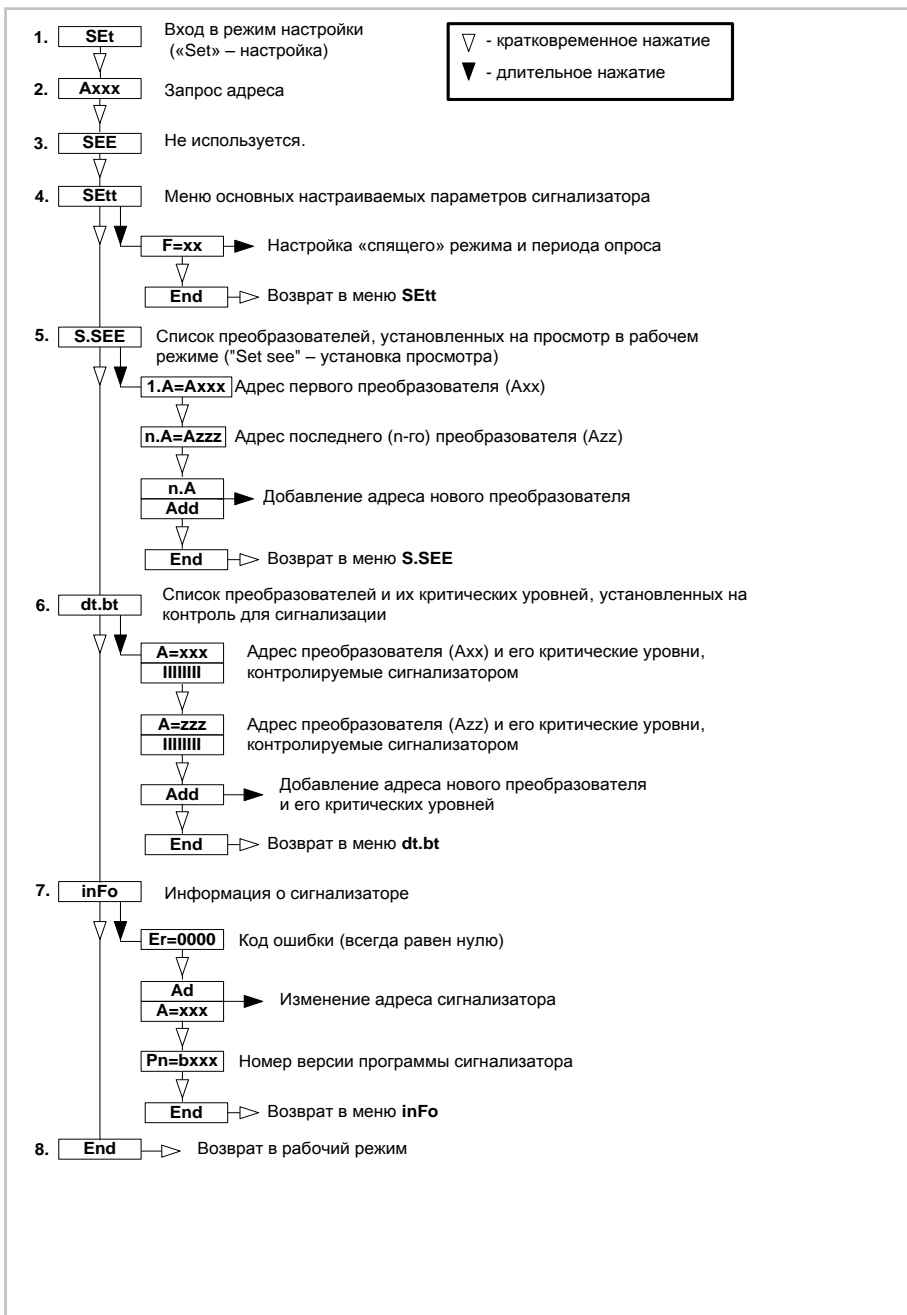 1. SEt Вход в режим настройки
(«Set» – настройка)
- кратковременное нажатие
- длительное нажатие
2. Axxx Запрос адреса
3. SEE Не используется.
4. SEtt Меню основных настраиваемых параметров сигнализатора
F=xx Настройка «спящего» режима и периода опроса
End Возврат в меню SEtt
5. S.SEE Список преобразователей, установленных на просмотр в рабочем
режиме ("Set see" – установка просмотра)
1.A=Axxx Адрес первого преобразователя (Axx)
n.A=Azzz Адрес последнего (n-го) преобразователя (Azz)
n.A
Add
Добавление адреса нового преобразователя
End Возврат в меню S.SEE
6. dt.bt Список преобразователей и их критических уровней, установленных на
контроль для сигнализации
A=xxx Адрес преобразователя (Axx) и его критические уровни,
IIIIIIII контролируемые сигнализатором
A=zzz Адрес преобразователя (Azz) и его критические уровни,
IIIIIIII контролируемые сигнализатором
Add Добавление адреса нового преобразователя
и его критических уровней
End Возврат в меню dt.bt
7. inFo Информация о сигнализаторе
Er=0000 Код ошибки (всегда равен нулю)
Ad
A=xxx
Изменение адреса сигнализатора
Pn=bxxx Номер версии программы сигнализатора
End Возврат в меню inFo
8. End Возврат в рабочий режим